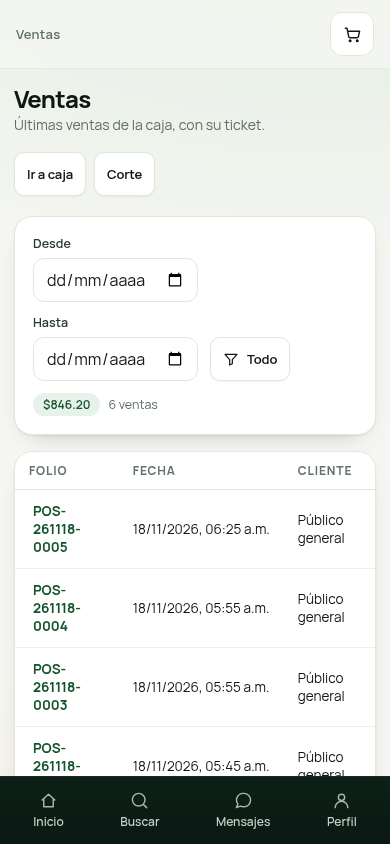 Ventas
Ventas
Últimas ventas de la caja, con su ticket.
Ir a caja Corte
Desde
dd/mm/aaaa
Hasta
dd/mm/aaaa Todo
$846.20 6 ventas
FOLIO FECHA CLIENTE
POS-261118-0005 18/11/2026, 06:25 a.m. Público general
POS-261118-0004 18/11/2026, 05:55 a.m. Público general
POS-261118-0003 18/11/2026, 05:55 a.m. Público general
POS-261118- 18/11/2026, 05:45 a.m. Público general
Inicio Buscar Mensajes Perfil